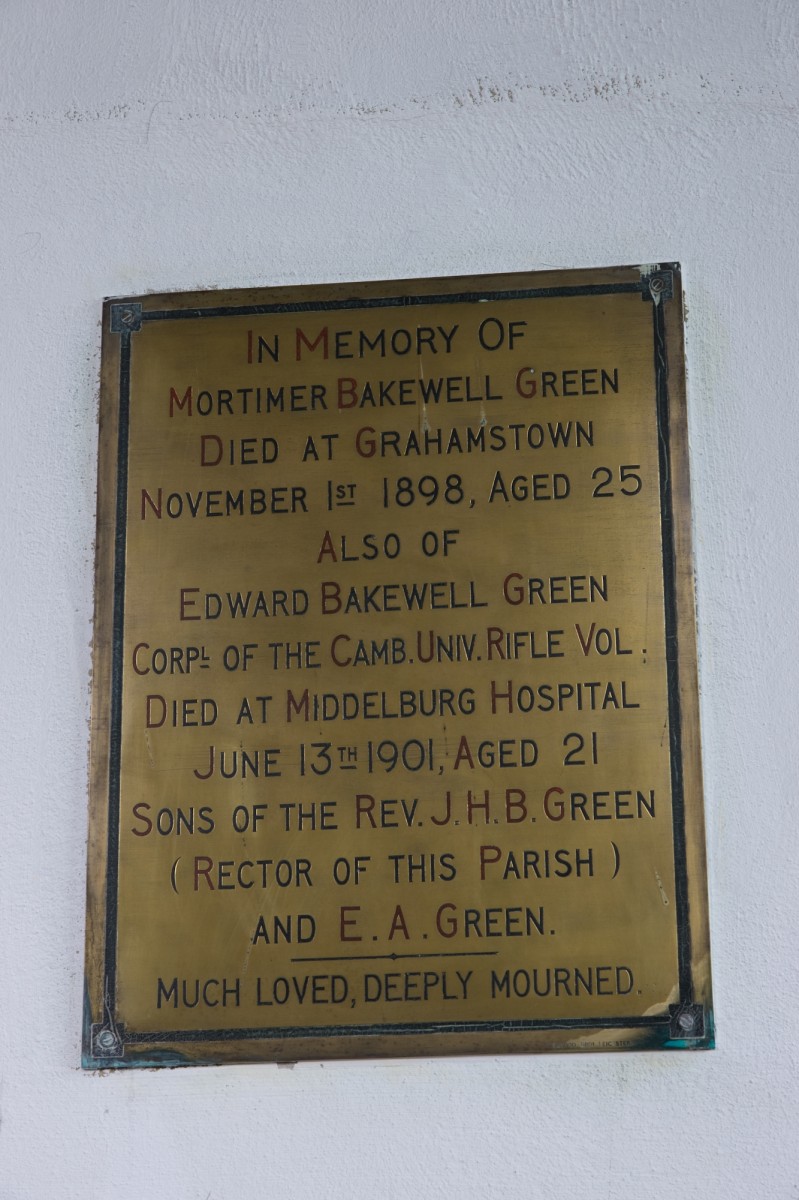 In Memory Of
Mortimer Bakewell Green
Died at Grahamstown
November 1st 1898, Aged 25
Also of
Edward Bakewell Green
Corpl of the Camb. Univ. Rifle Vol.
Died at Middelburg Hospital
June 13th 1901, Aged 21
Sons of the Rev. J. H. B. Green
(Rector of this Parish)
and E. A. Green.
Much loved, deeply mourned.